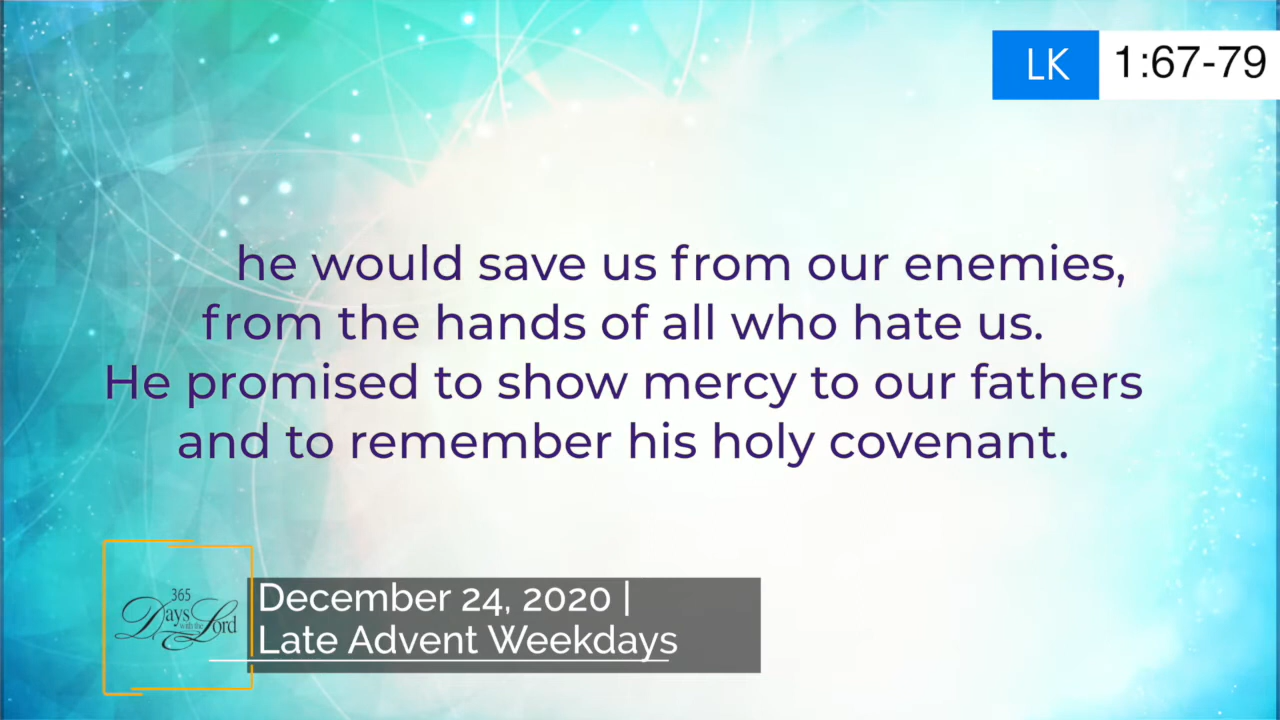 LK 1:67-79
he would save us from our enemies,
from the hands of all who hate us.
He promised to show mercy to our fathers
and to remember his holy covenant.
365
Days with the Lord
December 24, 2020 |
Late Advent Weekdays